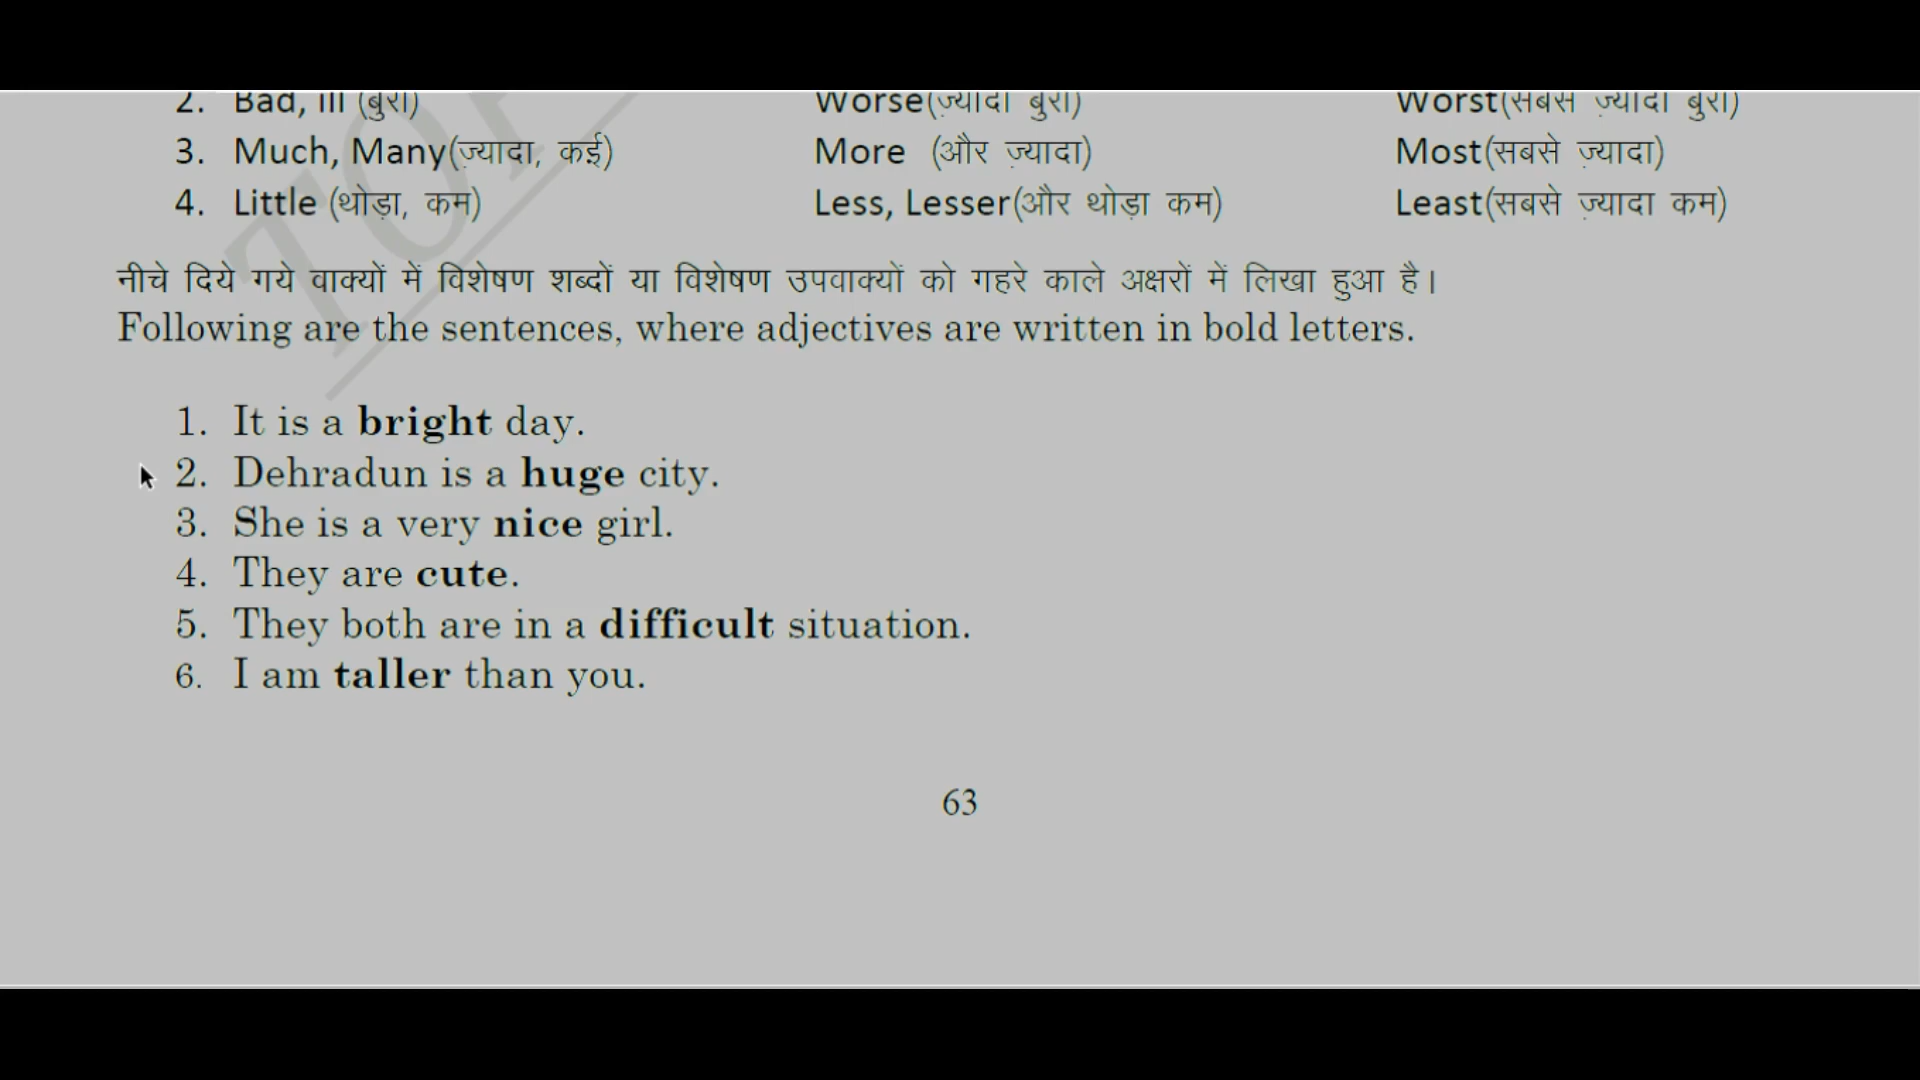 2. Bad, Ill (बुरा) Worse(ज़्यादा बुरा) Worst(सबसे ज़्यादा बुरा)
3. Much, Many(ज़्यादा, कई) More (और ज़्यादा) Most(सबसे ज़्यादा)
4. Little (थोड़ा, कम) Less, Lesser(और थोड़ा कम) Least(सबसे ज़्यादा कम)
नीचे दिये गये वाक्यों में विशेषण शब्दों या विशेषण उपवाक्यों को गहरे काले अक्षरों में लिखा हुआ है।
Following are the sentences, where adjectives are written in bold letters.
1. It is a bright day.
2. Dehradun is a huge city.
3. She is a very nice girl.
4. They are cute.
5. They both are in a difficult situation.
6. I am taller than you.
63